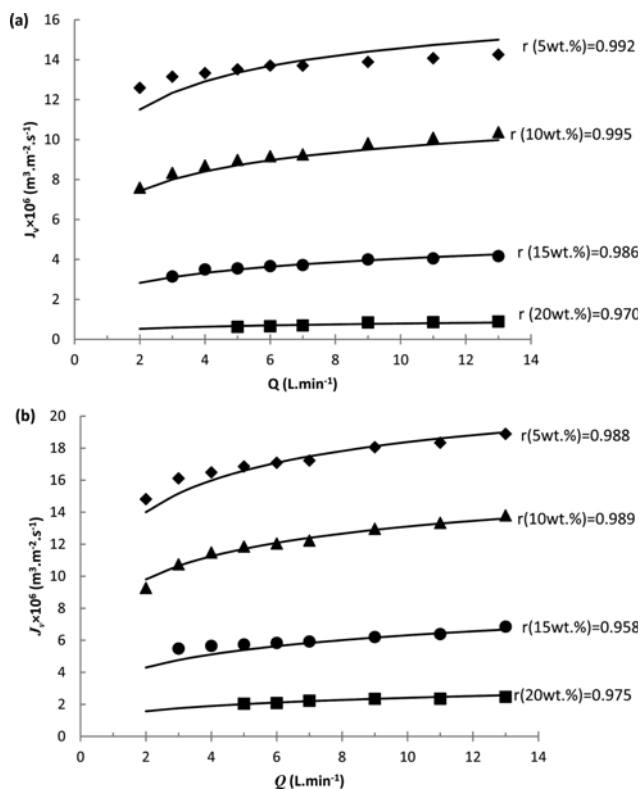 (a)
16
14
12
10
8
6
4
2
0
Jᵥ×10⁶ (m³.m⁻².s⁻¹)
r (5wt.%)=0.992
r (10wt.%)=0.995
r (15wt.%)=0.986
r (20wt.%)=0.970
0 2 4 6 8 10 12 14
Q (L.min⁻¹)
(b)
20
18
16
14
12
10
8
6
4
2
0
Jᵥ×10⁶ (m³.m⁻².s⁻¹)
r(5wt.%)=0.988
r(10wt.%)=0.989
r(15wt.%)=0.958
r(20wt.%)=0.975
0 2 4 6 8 10 12 14
Q (L.min⁻¹)